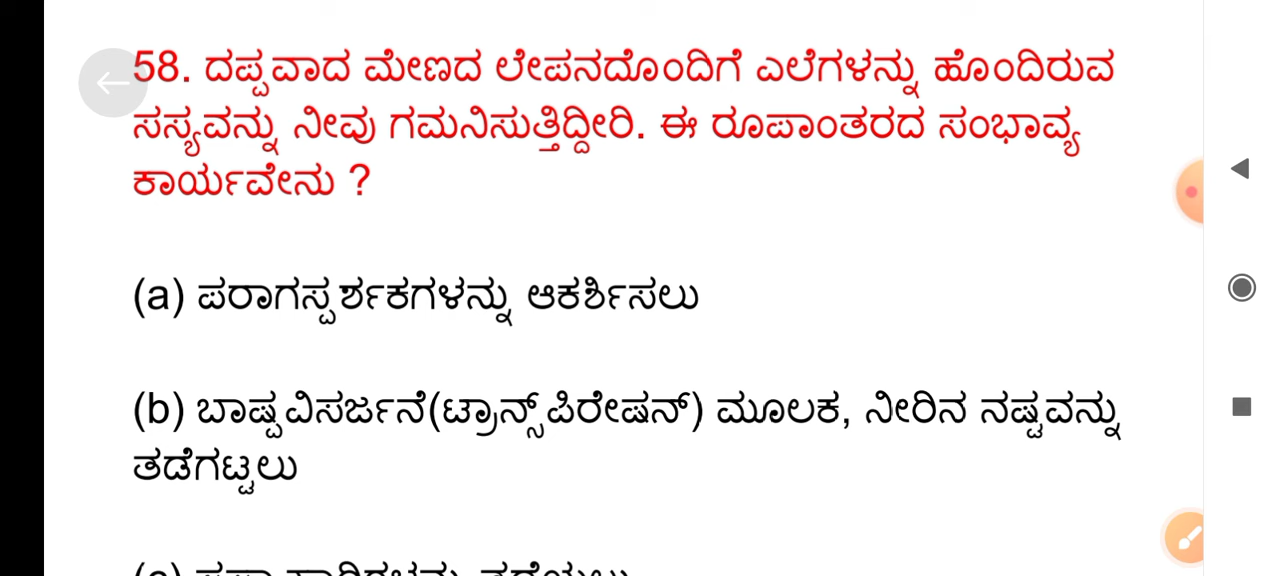 58. ದಪ್ಪವಾದ ಮೇಣದ ಲೇಪನದೊಂದಿಗೆ ಎಲೆಗಳನ್ನು ಹೊಂದಿರುವ
ಸಸ್ಯವನ್ನು ನೀವು ಗಮನಿಸುತ್ತಿದ್ದೀರಿ. ಈ ರೂಪಾಂತರದ ಸಂಭಾವ್ಯ
ಕಾರ್ಯವೇನು ?
(a) ಪರಾಗಸ್ಪರ್ಶಕಗಳನ್ನು ಆಕರ್ಶಿಸಲು
(b) ಬಾಷ್ಪವಿಸರ್ಜನೆ(ಟ್ರಾನ್ಸ್‌ಪಿರೇಷನ್) ಮೂಲಕ, ನೀರಿನ ನಷ್ಟವನ್ನು
ತಡೆಗಟ್ಟಲು